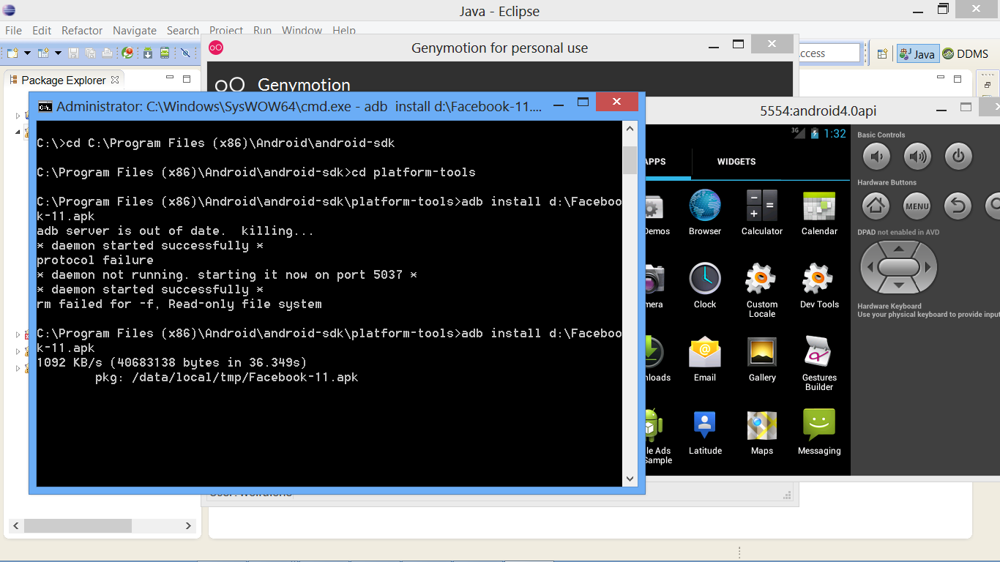 Java - Eclipse
File Edit Refactor Navigate Search Project Run Window Help
Genymotion for personal use
Java
DDMS
Package Explorer
Genymotion
Administrator: C:\Windows\SysWOW64\cmd.exe - adb  install d:\Facebook-11....
C:\>cd C:\Program Files (x86)\Android\android-sdk
C:\Program Files (x86)\Android\android-sdk>cd platform-tools
C:\Program Files (x86)\Android\android-sdk\platform-tools>adb install d:\Faceboo
k-11.apk
adb server is out of date.  killing...
* daemon started successfully *
protocol failure
* daemon not running. starting it now on port 5037 *
* daemon started successfully *
rm failed for -f, Read-only file system
C:\Program Files (x86)\Android\android-sdk\platform-tools>adb install d:\Faceboo
k-11.apk
1092 KB/s (40683138 bytes in 36.349s)
pkg: /data/local/tmp/Facebook-11.apk
5554:android4.0api
3G
1:32
PPS
WIDGETS
Demos
Browser
Calculator
Calendar
mera
Clock
Custom
Locale
Dev Tools
nloads
Email
Gallery
Gestures
Builder
le Ads
Sample
Latitude
Maps
Messaging
Basic Controls
Hardware Buttons
MENU
DPAD not enabled in AVD
Hardware Keyboard
Use your physical keyboard to provide input